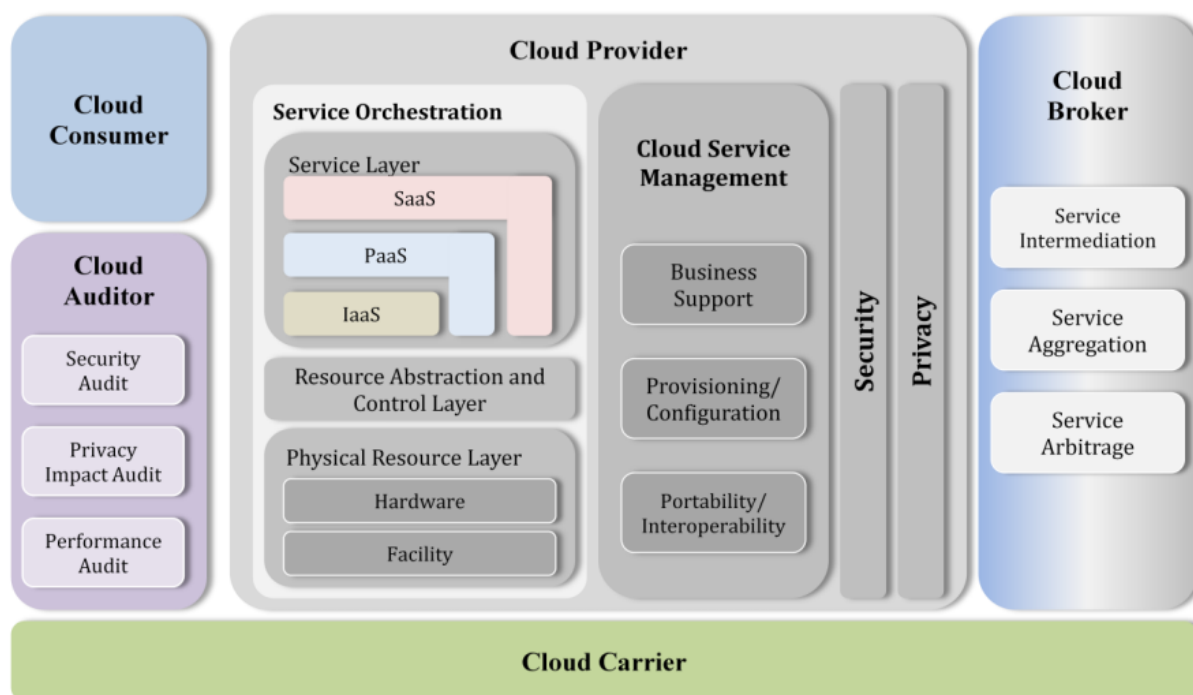 Cloud
Consumer
Cloud
Auditor
Security
Audit
Privacy
Impact Audit
Performance
Audit
Cloud Provider
Service Orchestration
Service Layer
SaaS
PaaS
IaaS
Resource Abstraction and
Control Layer
Physical Resource Layer
Hardware
Facility
Cloud Service
Management
Business
Support
Provisioning/
Configuration
Portability/
Interoperability
Security
Privacy
Cloud
Broker
Service
Intermediation
Service
Aggregation
Service
Arbitrage
Cloud Carrier